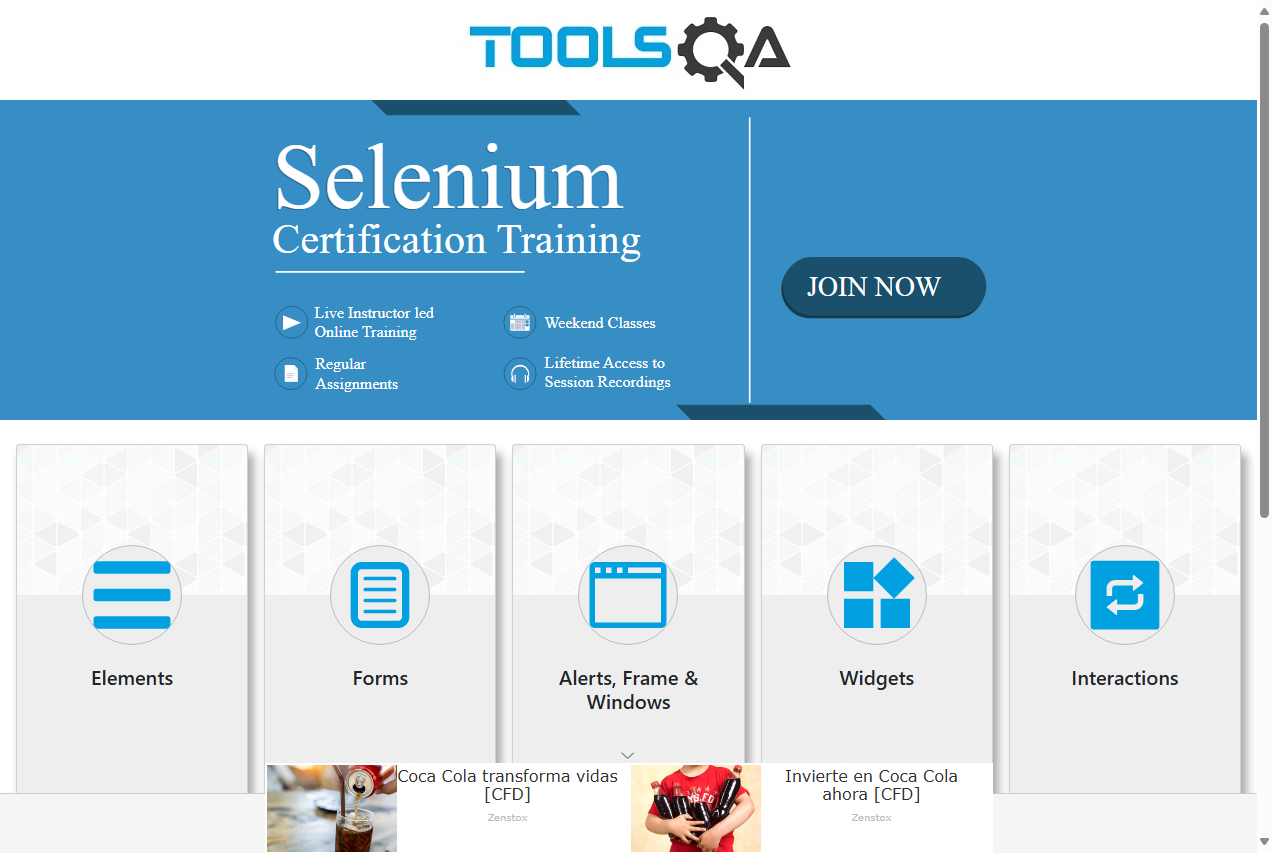 TOOLSQA
Selenium
Certification Training
Live Instructor led
Online Training
Weekend Classes
Regular
Assignments
Lifetime Access to
Session Recordings
JOIN NOW
Elements
Forms
Alerts, Frame &
Windows
Widgets
Interactions
Coca Cola transforma vidas
[CFD]
Zenstox
Invierte en Coca Cola
ahora [CFD]
Zenstox